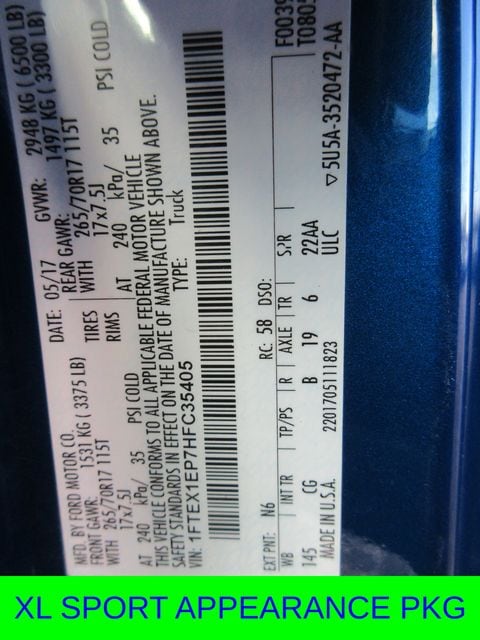 MFD. BY FORD MOTOR CO.
DATE: 05/17 GVWR: 2948 KG ( 6500 LB)
FRONT GAWR: 1531 KG ( 3375 LB) REAR GAWR: 1497 KG ( 3300 LB)
WITH 265/70R17 115T TIRES WITH 265/70R17 115T
17x7.5J RIMS 17x7.5J
AT 240 kPa/ 35 PSI COLD AT 240 kPa/ 35 PSI COLD
THIS VEHICLE CONFORMS TO ALL APPLICABLE FEDERAL MOTOR VEHICLE
SAFETY STANDARDS IN EFFECT ON THE DATE OF MANUFACTURE SHOWN ABOVE.
VIN: 1FTEX1EP7HFC35405 TYPE: Truck
F0039
T0805
EXT PNT: N6 RC: 58 DSO:
WB INT TR TP/PS R AXLE TR SPR
145 CG B 19 6 22AA
MADE IN U.S.A. 2201705111823 ULC
▽5U5A-3520472-AA
XL SPORT APPEARANCE PKG